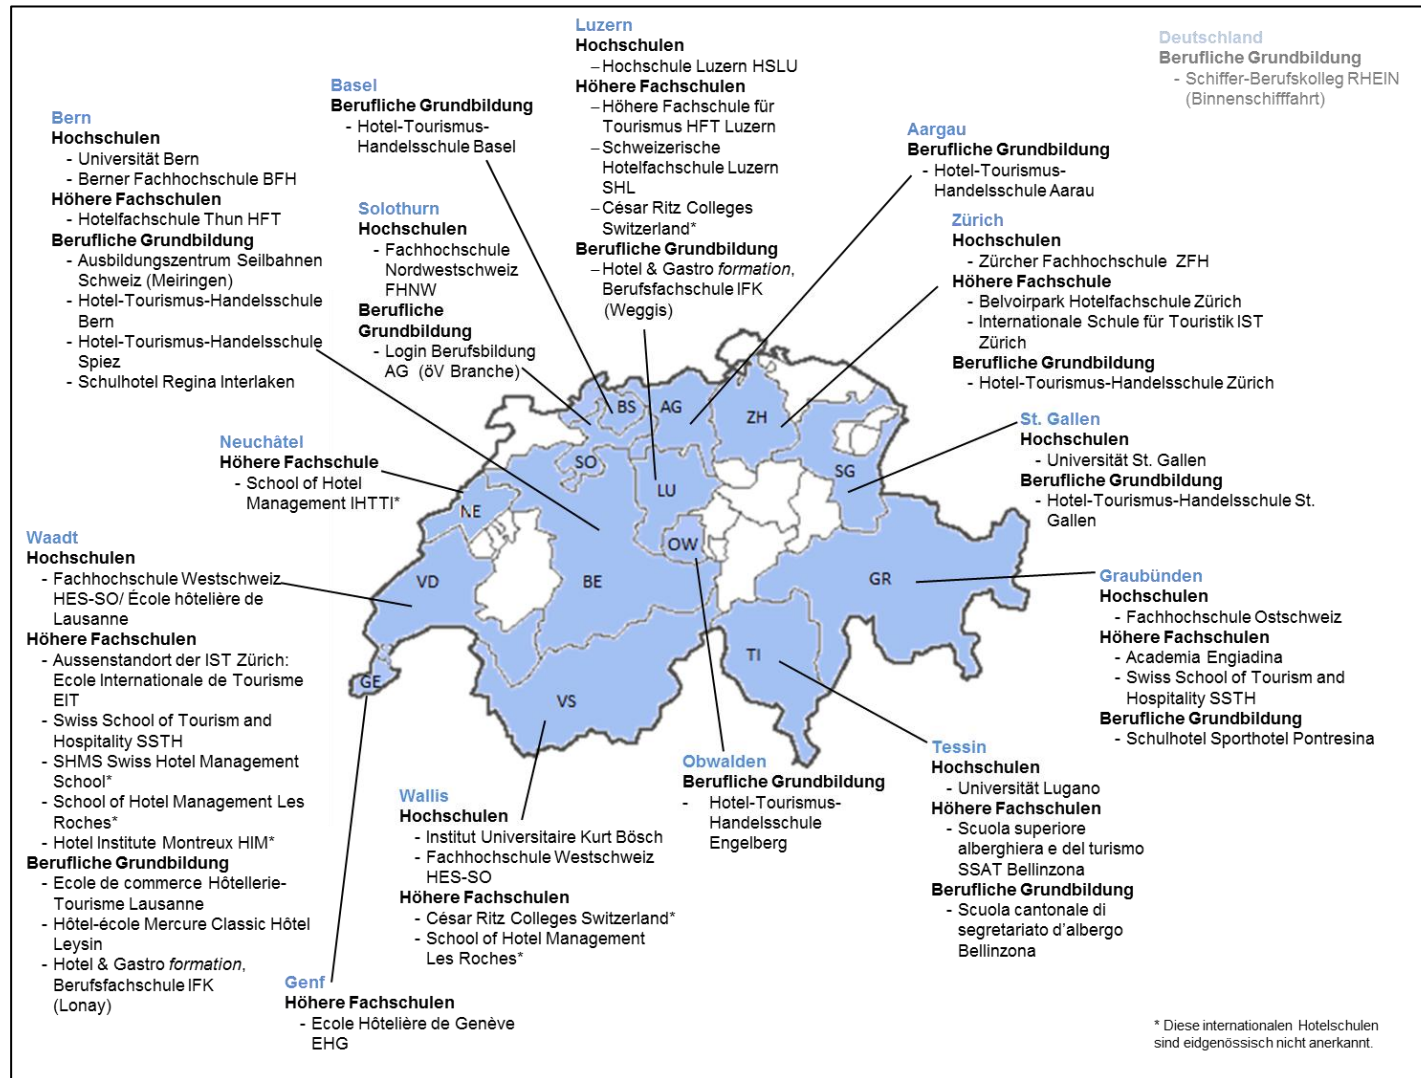 Luzern
Hochschulen
– Hochschule Luzern HSLU
Höhere Fachschulen
– Höhere Fachschule für
Tourismus HFT Luzern
– Schweizerische
Hotelfachschule Luzern
SHL
– César Ritz Colleges
Switzerland*
Berufliche Grundbildung
– Hotel & Gastro formation,
Berufsfachschule IFK
(Weggis)
Deutschland
Berufliche Grundbildung
- Schiffer-Berufskolleg RHEIN
(Binnenschifffahrt)
Basel
Berufliche Grundbildung
- Hotel-Tourismus-
Handelsschule Basel
Bern
Hochschulen
- Universität Bern
- Berner Fachhochschule BFH
Höhere Fachschulen
- Hotelfachschule Thun HFT
Berufliche Grundbildung
- Ausbildungszentrum Seilbahnen
Schweiz (Meiringen)
- Hotel-Tourismus-Handelsschule
Bern
- Hotel-Tourismus-Handelsschule
Spiez
- Schulhotel Regina Interlaken
Solothurn
Hochschulen
- Fachhochschule
Nordwestschweiz
FHNW
Berufliche
Grundbildung
- Login Berufsbildung
AG (öV Branche)
Aargau
Berufliche Grundbildung
- Hotel-Tourismus-
Handelsschule Aarau
Zürich
Hochschulen
- Zürcher Fachhochschule ZFH
Höhere Fachschule
- Belvoirpark Hotelfachschule Zürich
- Internationale Schule für Touristik IST
Zürich
Berufliche Grundbildung
- Hotel-Tourismus-Handelsschule Zürich
St. Gallen
Hochschulen
- Universität St. Gallen
Berufliche Grundbildung
- Hotel-Tourismus-Handelsschule St.
Gallen
Neuchâtel
Höhere Fachschule
- School of Hotel
Management IHTTI*
BS
AG
ZH
SO
LU
SG
NE
OW
VD
BE
GR
TI
GE
VS
Waadt
Hochschulen
- Fachhochschule Westschweiz
HES-SO/ École hôtelière de
Lausanne
Höhere Fachschulen
- Aussenstandort der IST Zürich:
Ecole Internationale de Tourisme
EIT
- Swiss School of Tourism and
Hospitality SSTH
- SHMS Swiss Hotel Management
School*
- School of Hotel Management Les
Roches*
- Hotel Institute Montreux HIM*
Berufliche Grundbildung
- Ecole de commerce Hôtellerie-
Tourisme Lausanne
- Hôtel-école Mercure Classic Hôtel
Leysin
- Hotel & Gastro formation,
Berufsfachschule IFK
(Lonay)
Graubünden
Hochschulen
- Fachhochschule Ostschweiz
Höhere Fachschulen
- Academia Engiadina
- Swiss School of Tourism and
Hospitality SSTH
Berufliche Grundbildung
- Schulhotel Sporthotel Pontresina
Tessin
Hochschulen
- Universität Lugano
Höhere Fachschulen
- Scuola superiore
alberghiera e del turismo
SSAT Bellinzona
Berufliche Grundbildung
- Scuola cantonale di
segretariato d'albergo
Bellinzona
Obwalden
Berufliche Grundbildung
- Hotel-Tourismus-
Handelsschule
Engelberg
Wallis
Hochschulen
- Institut Universitaire Kurt Bösch
- Fachhochschule Westschweiz
HES-SO
Höhere Fachschulen
- César Ritz Colleges Switzerland*
- School of Hotel Management
Les Roches*
Genf
Höhere Fachschulen
- Ecole Hôtelière de Genève
EHG
* Diese internationalen Hotelschulen
sind eidgenössisch nicht anerkannt.